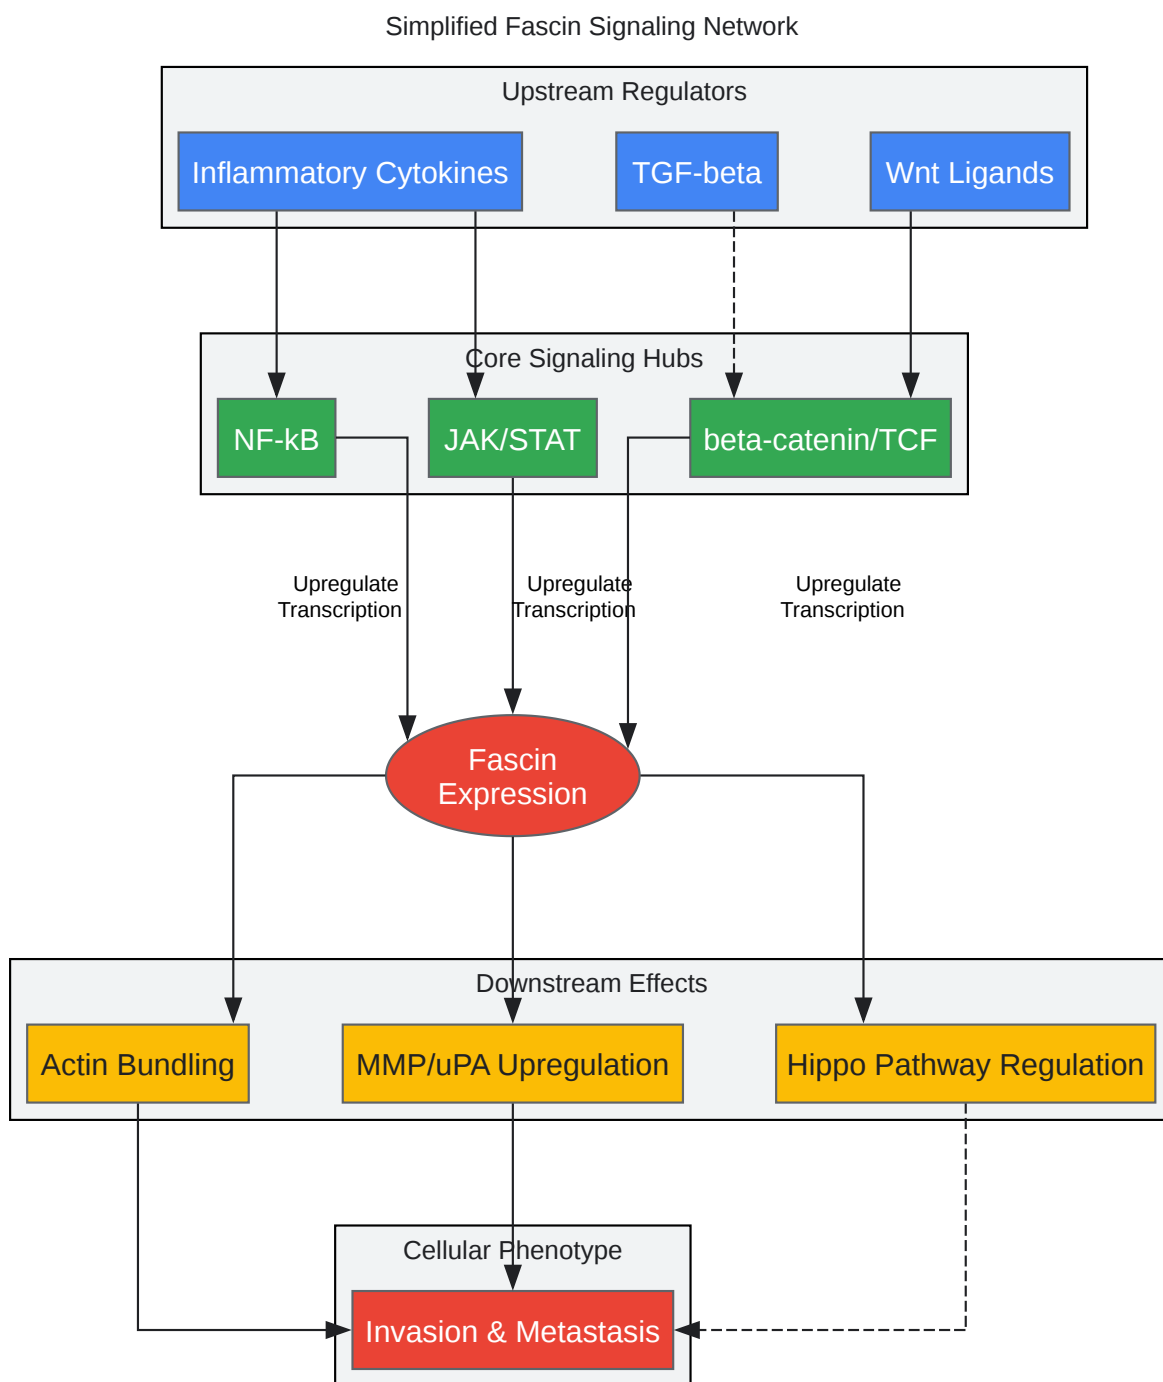 Simplified Fascin Signaling Network
Upstream Regulators
Inflammatory Cytokines
TGF-beta
Wnt Ligands
Core Signaling Hubs
NF-kB
JAK/STAT
beta-catenin/TCF
Upregulate
Transcription
Upregulate
Transcription
Upregulate
Transcription
Fascin
Expression
Downstream Effects
Actin Bundling
MMP/uPA Upregulation
Hippo Pathway Regulation
Cellular Phenotype
Invasion & Metastasis